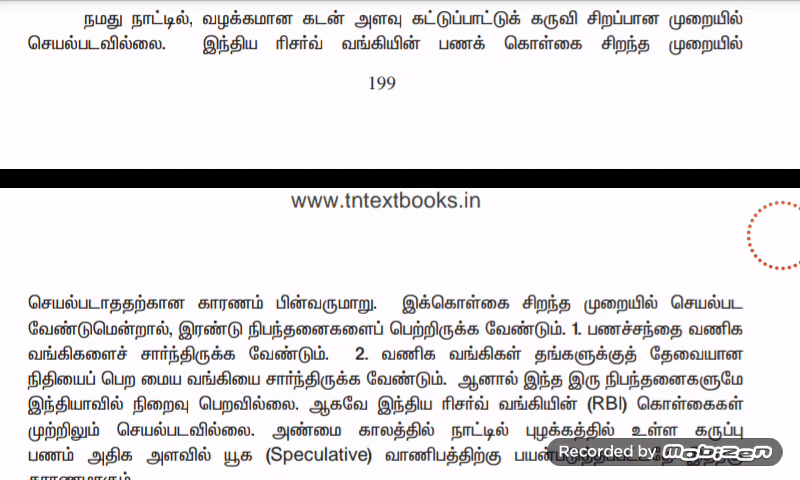 நமது நாட்டில், வழக்கமான கடன் அளவு கட்டுப்பாட்டுக் கருவி சிறப்பான முறையில்
செயல்படவில்லை. இந்திய ரிசர்வ் வங்கியின் பணக் கொள்கை சிறந்த முறையில்
199
www.tntextbooks.in
செயல்படாததற்கான காரணம் பின்வருமாறு. இக்கொள்கை சிறந்த முறையில் செயல்பட
வேண்டுமென்றால், இரண்டு நிபந்தனைகளைப் பெற்றிருக்க வேண்டும். 1. பணச்சந்தை வணிக
வங்கிகளைச் சார்ந்திருக்க வேண்டும். 2. வணிக வங்கிகள் தங்களுக்குத் தேவையான
நிதியைப் பெற மைய வங்கியை சார்ந்திருக்க வேண்டும். ஆனால் இந்த இரு நிபந்தனைகளுமே
இந்தியாவில் நிறைவு பெறவில்லை. ஆகவே இந்திய ரிசர்வ் வங்கியின் (RBI) கொள்கைகள்
முற்றிலும் செயல்படவில்லை. அண்மை காலத்தில் நாட்டில் புழக்கத்தில் உள்ள கருப்பு
பணம் அதிக அளவில் யூக (Speculative) வாணிபத்திற்கு
Recorded by mobizen